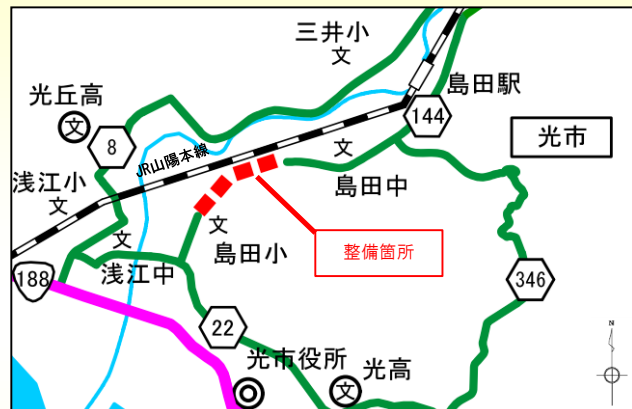 三井小
文
光丘高
文
島田駅
8
144
光市
JR山陽本線
文
浅江小
文
島田中
文
文
島田小
整備箇所
浅江中
188
346
22
N
光市役所
光高
文